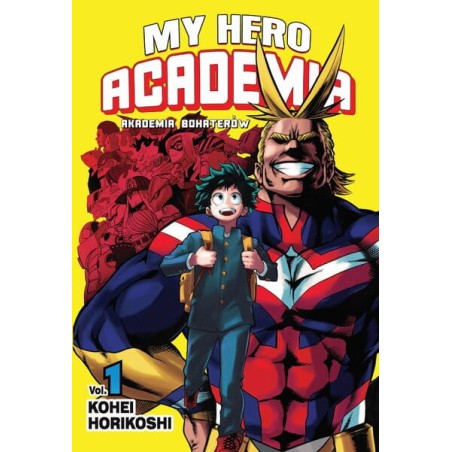 MY HERO
ACADEMIA
AKADEMIA BOHATERÓW
Vol. 1
KOHEI
HORIKOSHI